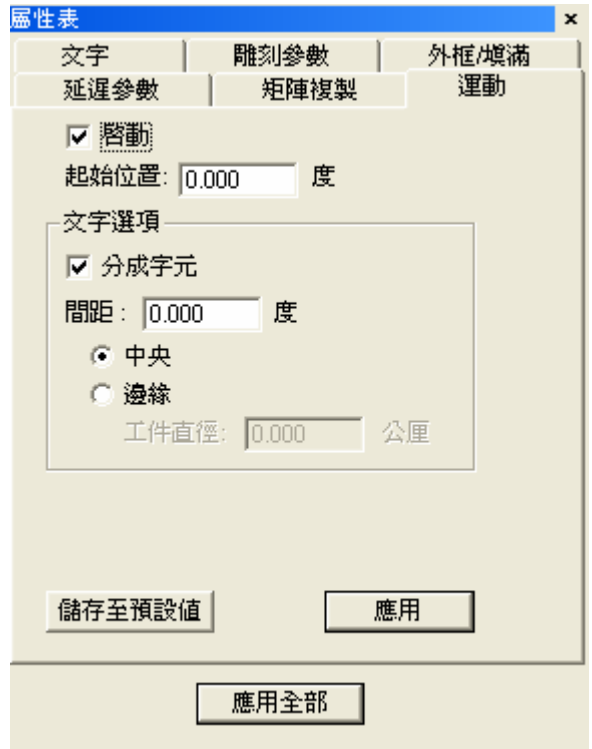 屬性表 ×
文字 雕刻參數 外框/填滿
延遲參數 矩陣複製 運動
啟動
起始位置: 0.000 度
文字選項
分成字元
間距: 0.000 度
中央
邊緣
工件直徑: 0.000 公厘
儲存至預設値 應用
應用全部